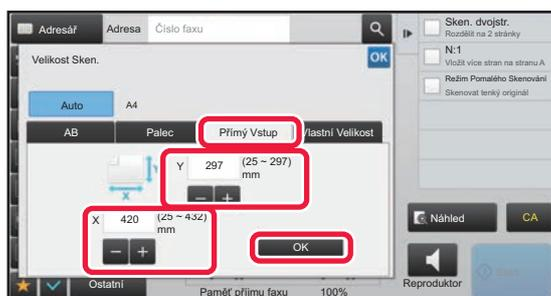 Adresář
Adresa
Číslo faxu
Velikost Sken.
OK
Auto
A4
AB
Palec
Přímý Vstup
Vlastní Velikost
Y
Y 297 (25 ~ 297)
mm
X
X 420 (25 ~ 432)
mm
OK
Ostatní
Paměť příjmu faxu 100%
Sken. dvojstr.
Rozdělit na 2 stránky
N:1
Vložit více stran na stranu A
Režim Pomalého Skenování
Skenovat tenký originál
Náhled
CA
Reproduktor
Start